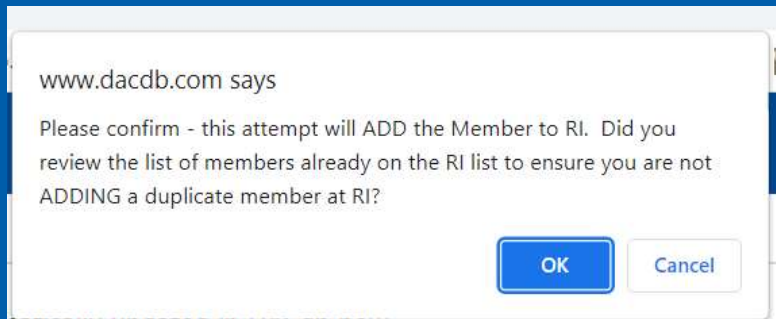 www.dacdb.com says
Please confirm - this attempt will ADD the Member to RI. Did you
review the list of members already on the RI list to ensure you are not
ADDING a duplicate member at RI?
OK
Cancel